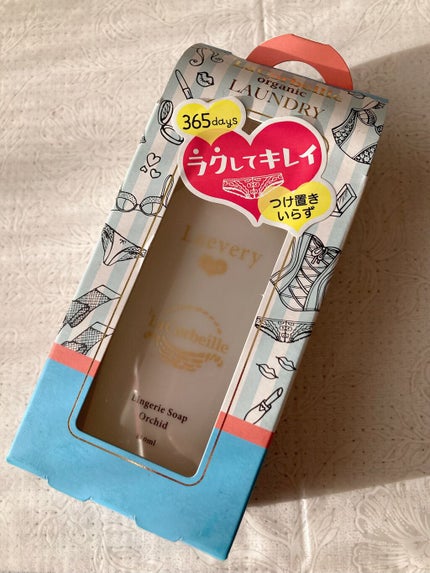 organic
LAUNDRY
365days
ラクしてキレイ
つけ置き
いらず
Laevery
Lingerie Soap
Orchid